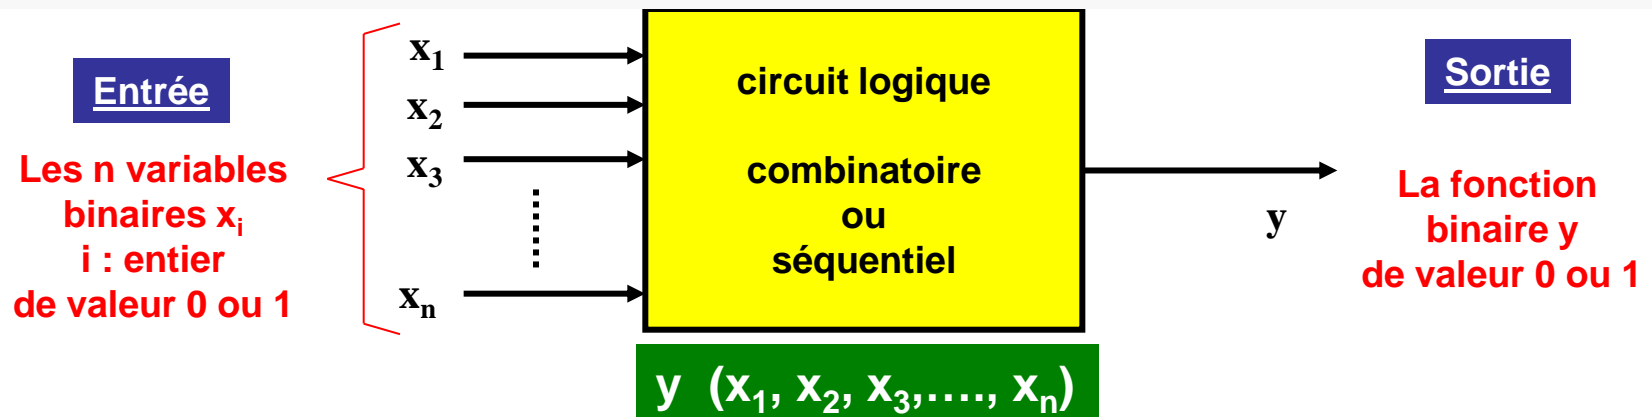 Entrée
Les n variables
binaires xᵢ
i : entier
de valeur 0 ou 1
x₁
x₂
x₃
xₙ
circuit logique
combinatoire
ou
séquentiel
y (x₁, x₂, x₃,…., xₙ)
y
Sortie
La fonction
binaire y
de valeur 0 ou 1